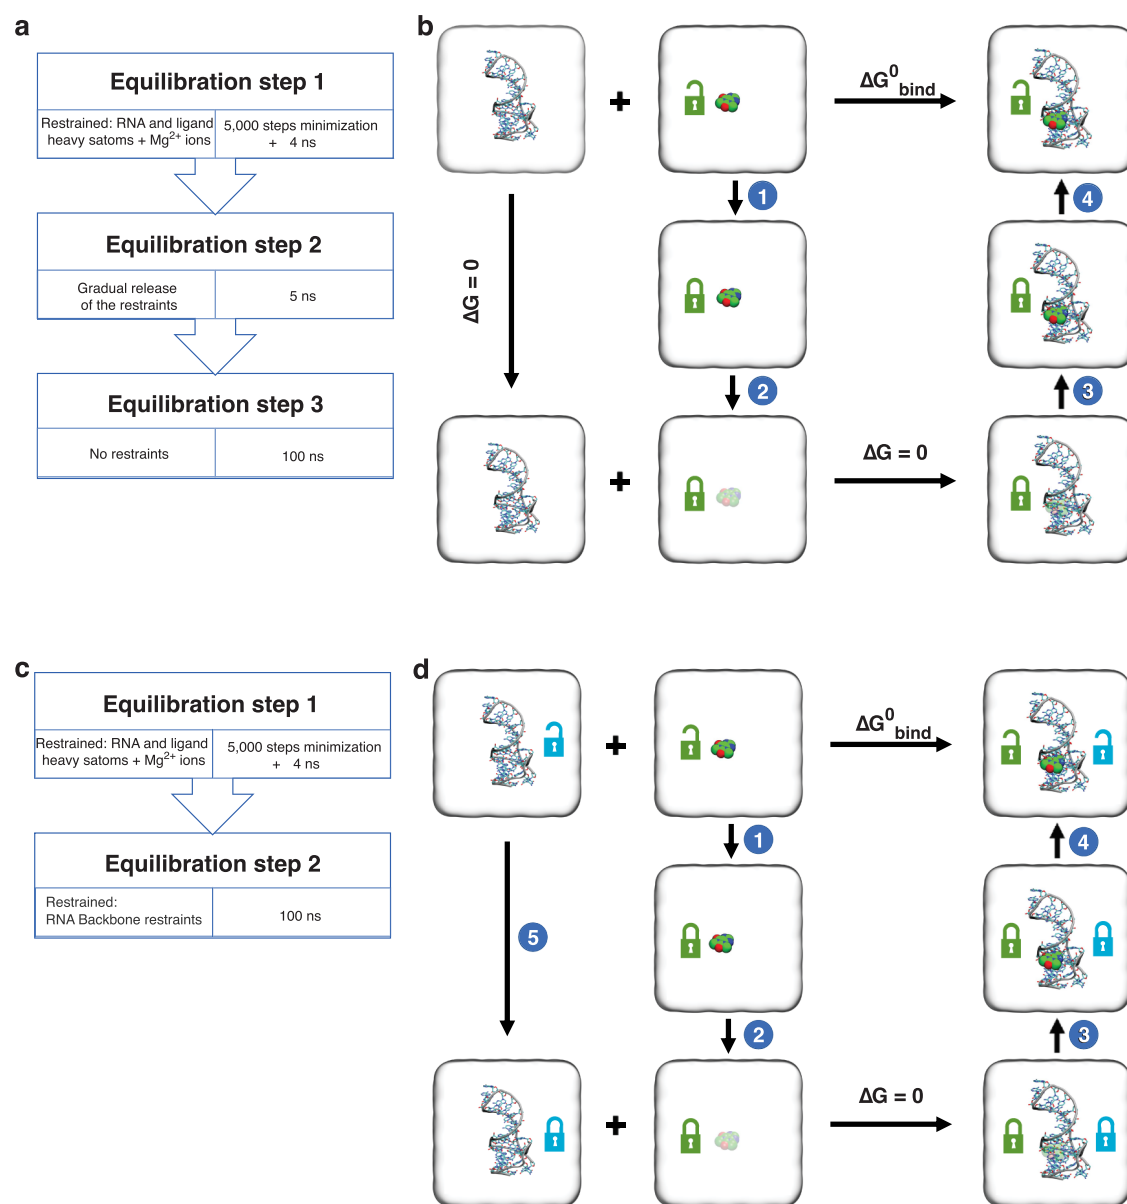 a
Equilibration step 1
Restrained: RNA and ligand
heavy satoms + Mg²⁺ ions
5,000 steps minimization
+ 4 ns
Equilibration step 2
Gradual release
of the restraints
5 ns
Equilibration step 3
No restraints
100 ns
b
+
ΔG⁰bind
1
4
ΔG = 0
2
3
+
ΔG = 0
c
Equilibration step 1
Restrained: RNA and ligand
heavy satoms + Mg²⁺ ions
5,000 steps minimization
+ 4 ns
Equilibration step 2
Restrained:
RNA Backbone restraints
100 ns
d
+
ΔG⁰bind
1
4
5
2
3
+
ΔG = 0